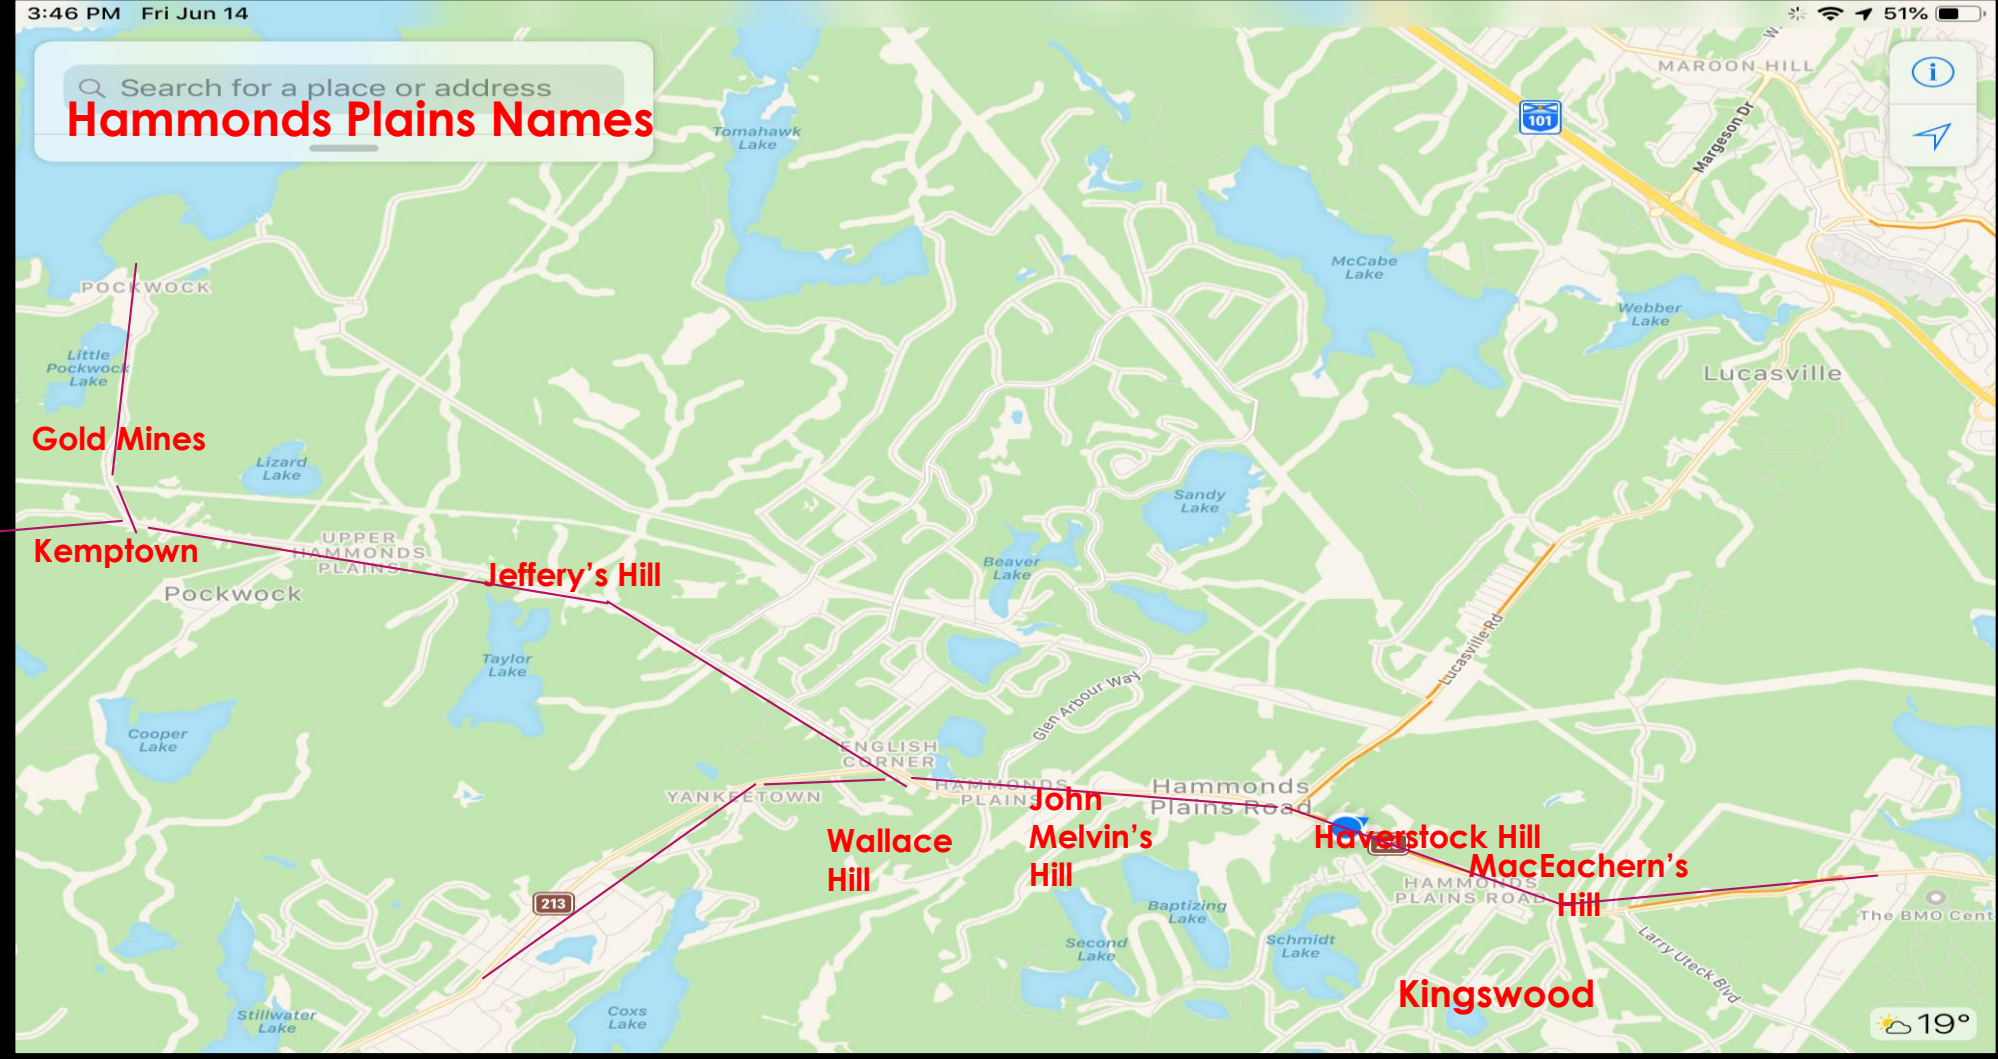 3:46 PM Fri Jun 14
51%
Search for a place or address
Hammonds Plains Names
MAROON HILL
Margeson Dr
101
Tomahawk
Lake
McCabe
Lake
POCKWOCK
Webber
Lake
Little
Pockwock
Lake
Lucasville
Gold Mines
Lizard
Lake
Sandy
Lake
UPPER
HAMMONDS
PLAINS
Kemptown
Jeffery’s Hill
Beaver
Lake
Pockwock
Lucasville Rd
Taylor
Lake
Glen Arbour Way
Cooper
Lake
ENGLISH
CORNER
HAMMONDS
PLAINS
Hammonds
Plains Road
YANKEETOWN
John
Melvin’s
Hill
Wallace
Hill
Haverstock Hill
MacEachern’s
Hill
HAMMONDS
PLAINS ROAD
213
Baptizing
Lake
The BMO Cent
Second
Lake
Schmidt
Lake
Larry Uteck Blvd
Kingswood
Stillwater
Lake
Coxs
Lake
19°